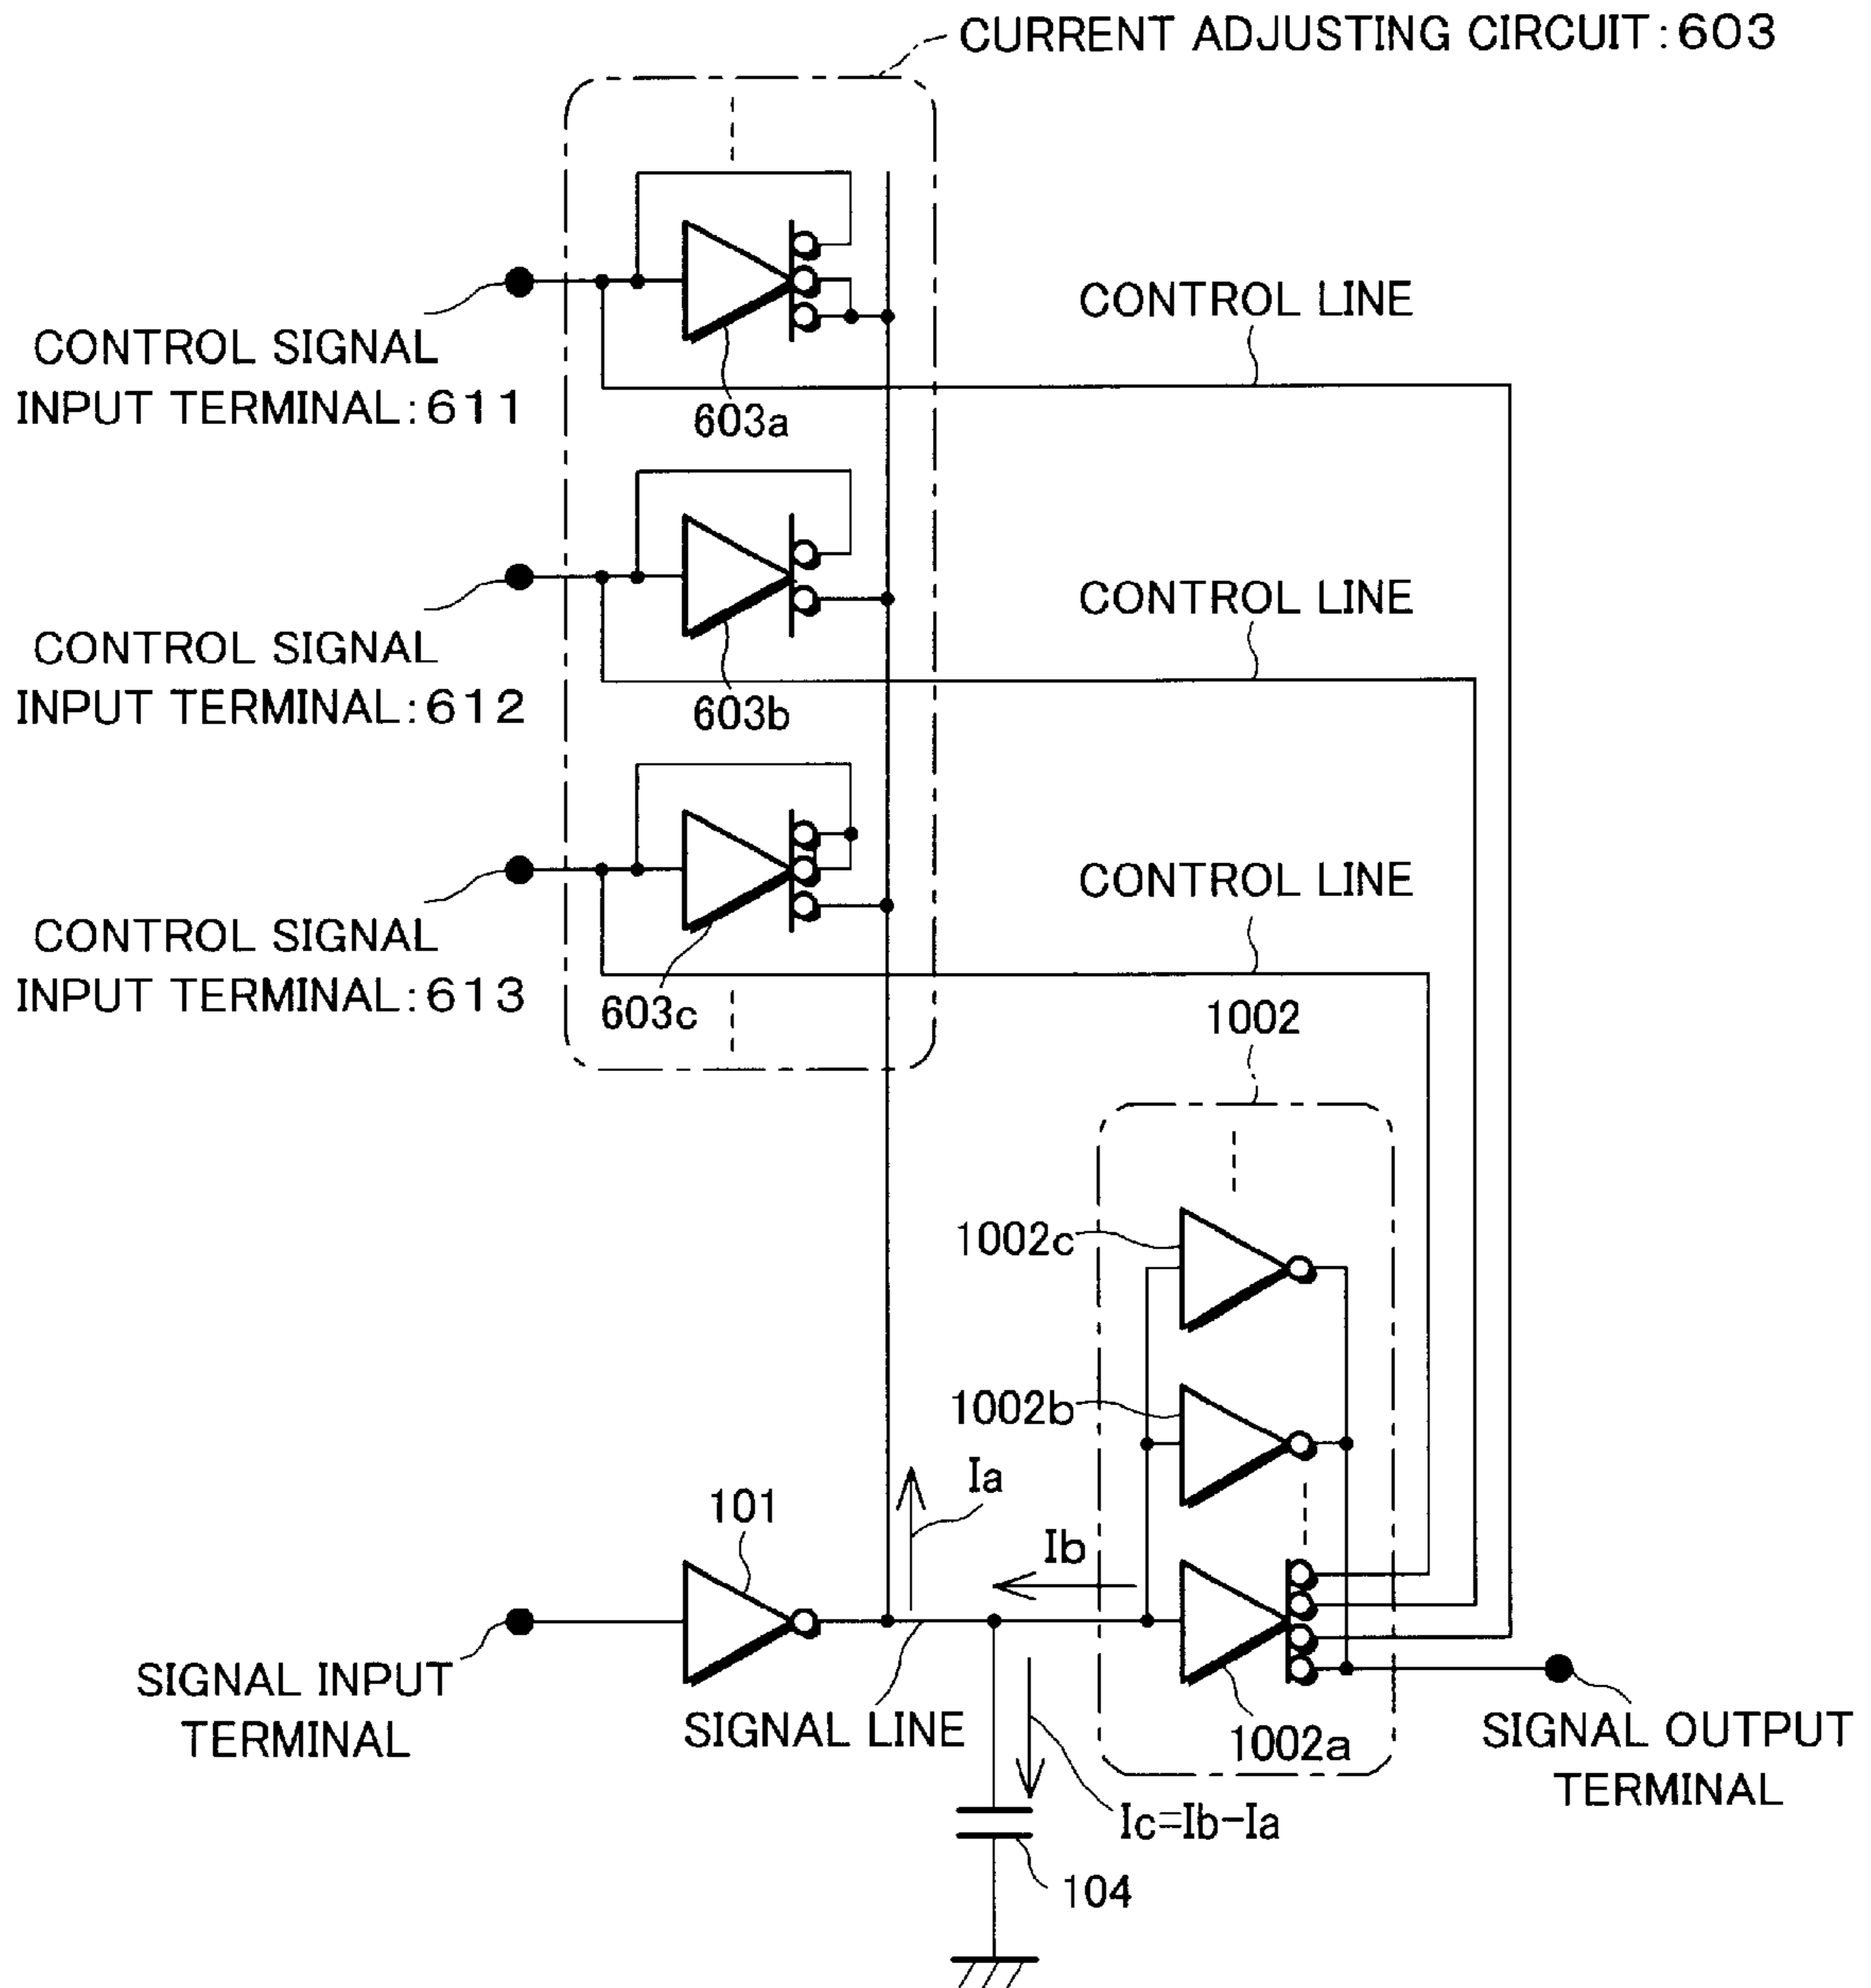 CURRENT ADJUSTING CIRCUIT:603
CONTROL LINE
CONTROL SIGNAL
INPUT TERMINAL:611
603a
CONTROL LINE
CONTROL SIGNAL
INPUT TERMINAL:612
603b
CONTROL LINE
CONTROL SIGNAL
INPUT TERMINAL:613
603c
1002
1002c
1002b
Ia
101
Ib
SIGNAL INPUT
TERMINAL
SIGNAL LINE
1002a
SIGNAL OUTPUT
TERMINAL
Ic=Ib-Ia
104